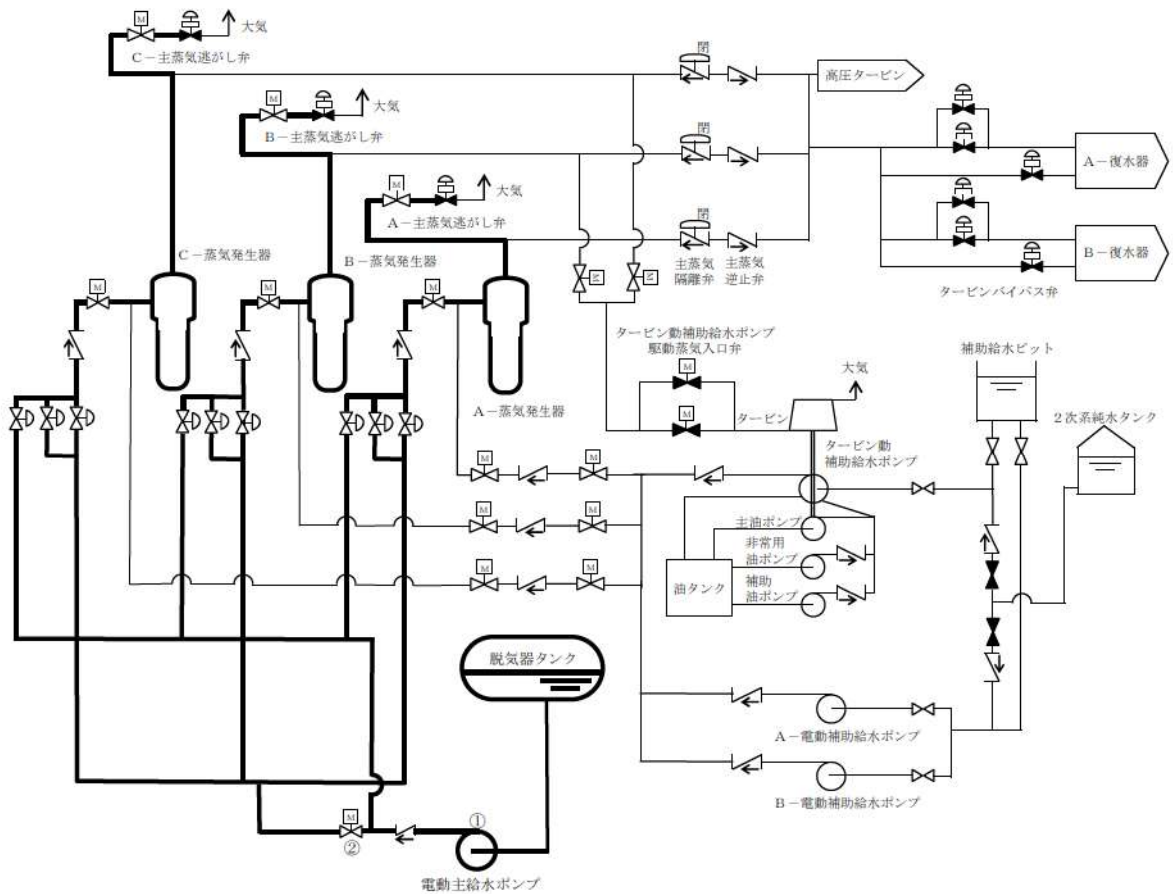 M
大気
C－主蒸気逃がし弁
M
大気
B－主蒸気逃がし弁
M
大気
A－主蒸気逃がし弁
閉
高圧タービン
閉
閉
主蒸気
隔離弁
主蒸気
逆止弁
A－復水器
B－復水器
タービンバイパス弁
C－蒸気発生器
B－蒸気発生器
A－蒸気発生器
M
M
M
M
M
タービン動補助給水ポンプ
駆動蒸気入口弁
M
M
タービン
大気
タービン動
補助給水ポンプ
補助給水ピット
2次系純水タンク
M
M
M
M
M
M
主油ポンプ
非常用
油ポンプ
補助
油ポンプ
油タンク
脱気器タンク
A－電動補助給水ポンプ
B－電動補助給水ポンプ
M
①
②
電動主給水ポンプ